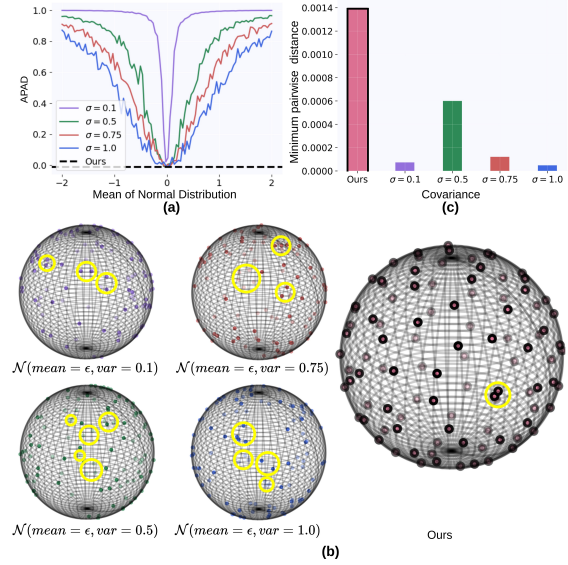 1.0
0.8
0.6
0.4
0.2
0.0
APAD
σ = 0.1
σ = 0.5
σ = 0.75
σ = 1.0
Ours
−2 −1 0 1 2
Mean of Normal Distribution
(a)
0.0014
0.0012
0.0010
0.0008
0.0006
0.0004
0.0002
0.0000
Minimum pairwise distance
Ours σ = 0.1 σ = 0.5 σ = 0.75 σ = 1.0
Covariance
(c)
𝒩(mean = ϵ, var = 0.1)
𝒩(mean = ϵ, var = 0.75)
𝒩(mean = ϵ, var = 0.5)
𝒩(mean = ϵ, var = 1.0)
Ours
(b)